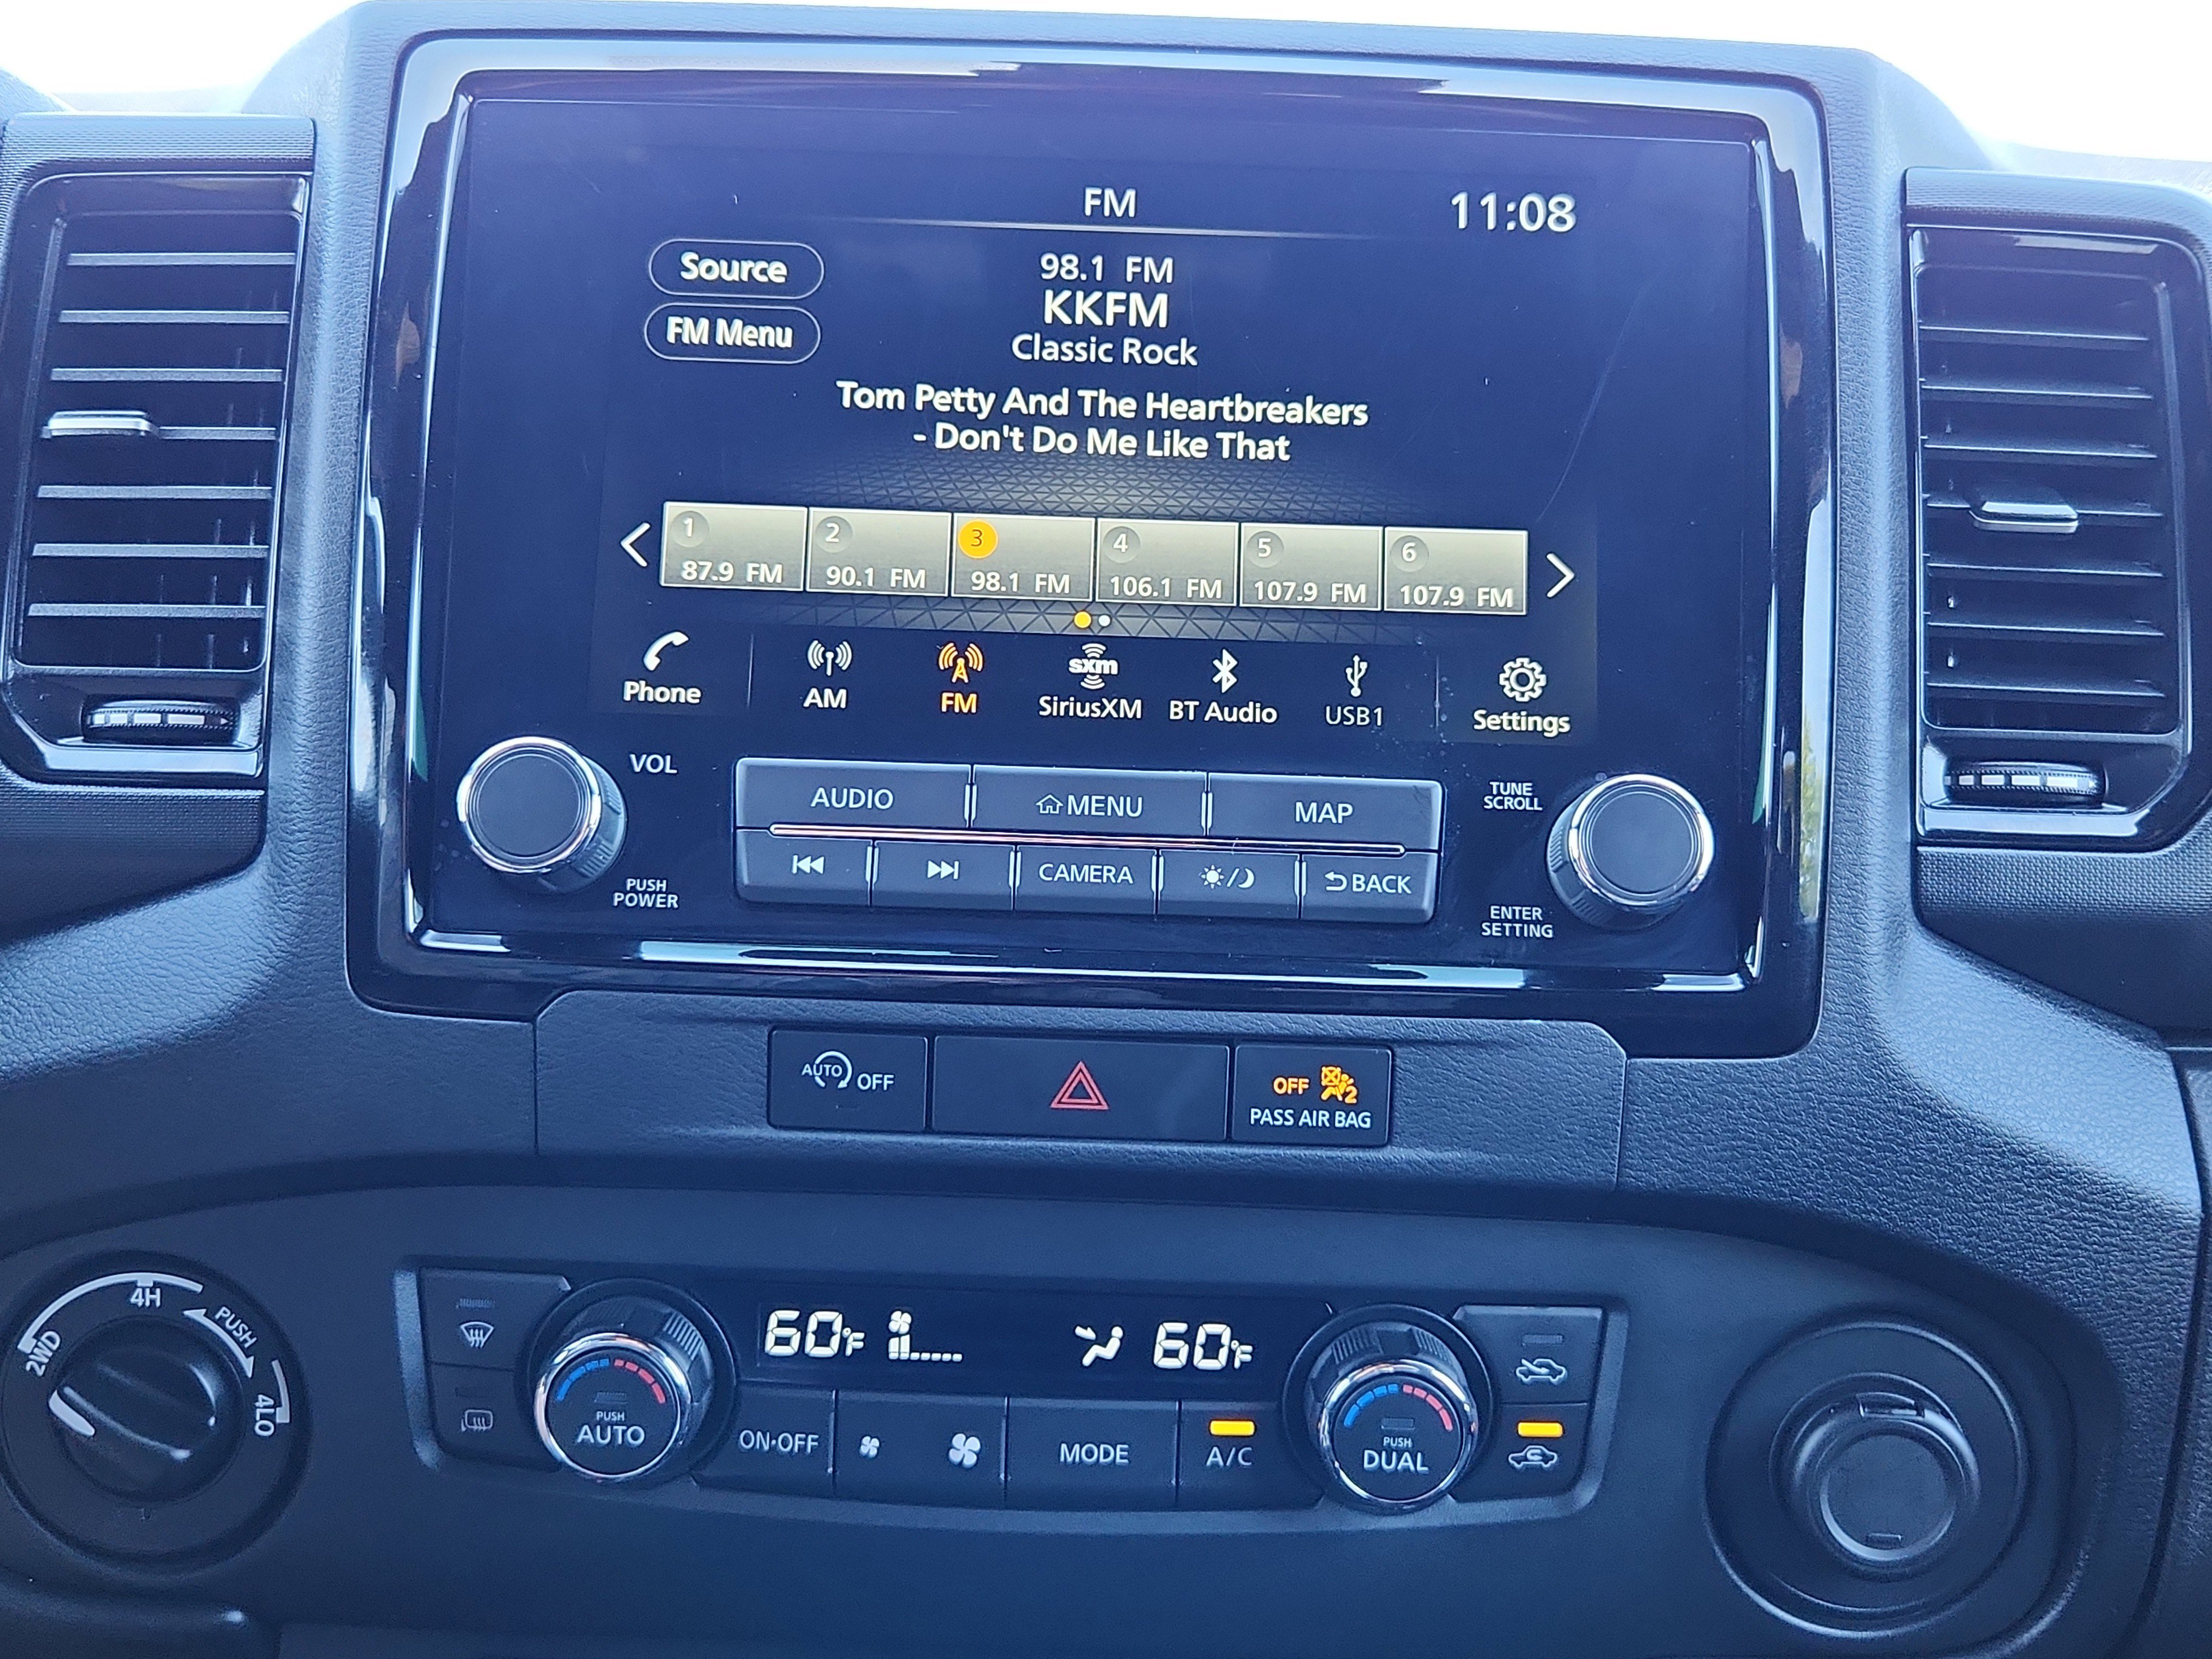 FM
11:08
Source
98.1 FM
KKFM
FM Menu
Classic Rock
Tom Petty And The Heartbreakers
- Don't Do Me Like That
1 2 3 4 5 6
87.9 FM 90.1 FM 98.1 FM 106.1 FM 107.9 FM 107.9 FM
sxm
Phone AM FM SiriusXM BT Audio USB1 Settings
VOL
AUDIO MENU MAP
TUNE
SCROLL
CAMERA BACK
PUSH
POWER
ENTER
SETTING
AUTO OFF
OFF 2
PASS AIR BAG
2WD 4H PUSH 4LO
60°F 60°F
PUSH
AUTO
ON·OFF MODE A/C
PUSH
DUAL